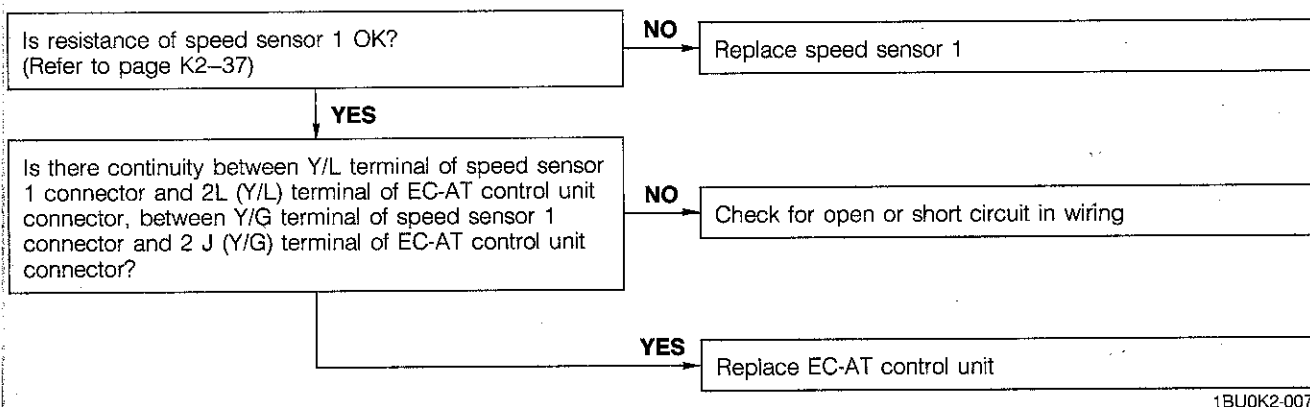 Is resistance of speed sensor 1 OK?
(Refer to page K2–37)
NO
Replace speed sensor 1
YES
Is there continuity between Y/L terminal of speed sensor
1 connector and 2L (Y/L) terminal of EC-AT control unit
connector, between Y/G terminal of speed sensor 1
connector and 2 J (Y/G) terminal of EC-AT control unit
connector?
NO
Check for open or short circuit in wiring
YES
Replace EC-AT control unit
1BU0K2-007